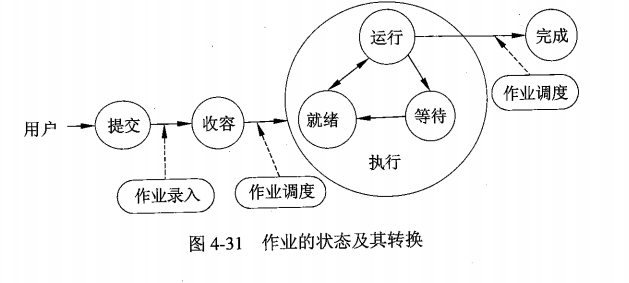 运行
完成
作业调度
就绪
等待
用户
提交
收容
执行
作业录入
作业调度
图 4-31 作业的状态及其转换